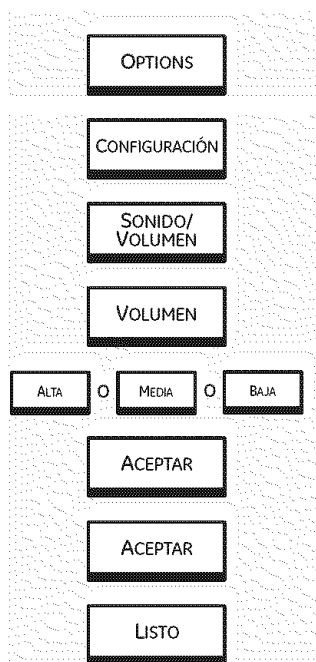 OPTIONS
CONFIGURACIÓN
SONIDO/
VOLUMEN
VOLUMEN
ALTA O MEDIA O BAJA
ACEPTAR
ACEPTAR
LISTO